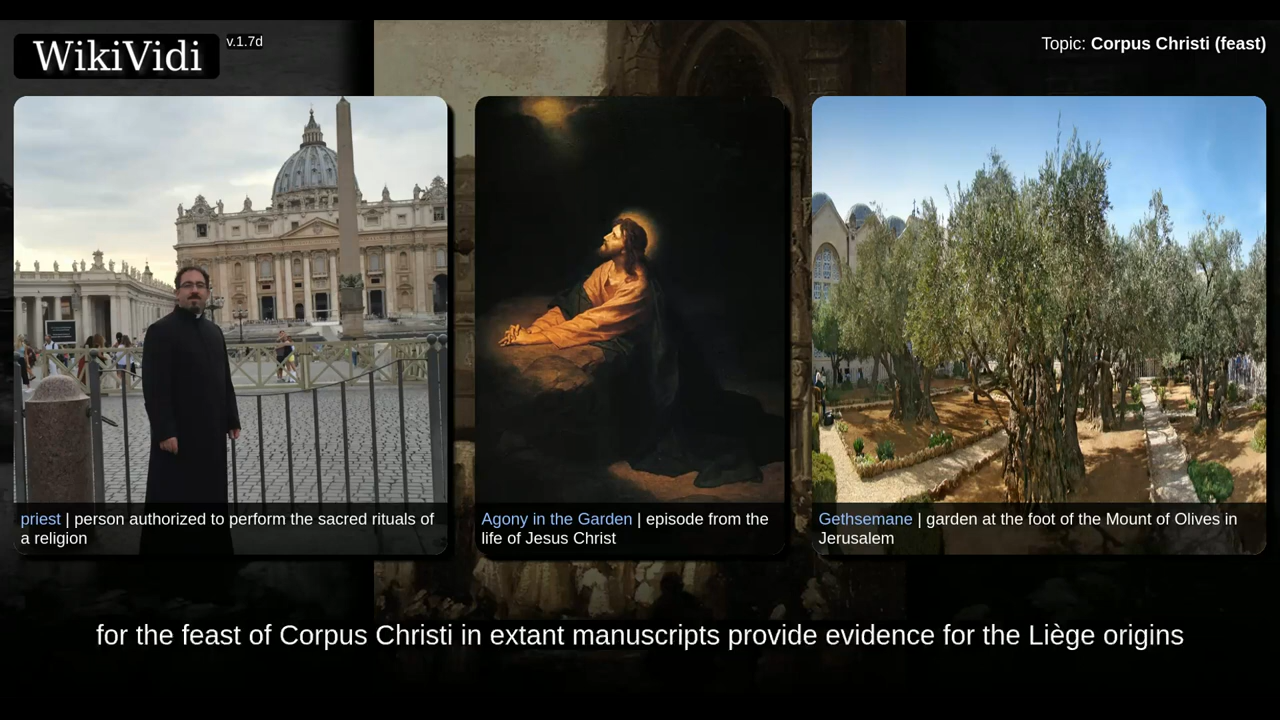 WikiVidi
v.1.7d
Topic: Corpus Christi (feast)
priest | person authorized to perform the sacred rituals of
a religion
Agony in the Garden | episode from the
life of Jesus Christ
Gethsemane | garden at the foot of the Mount of Olives in
Jerusalem
for the feast of Corpus Christi in extant manuscripts provide evidence for the Liège origins